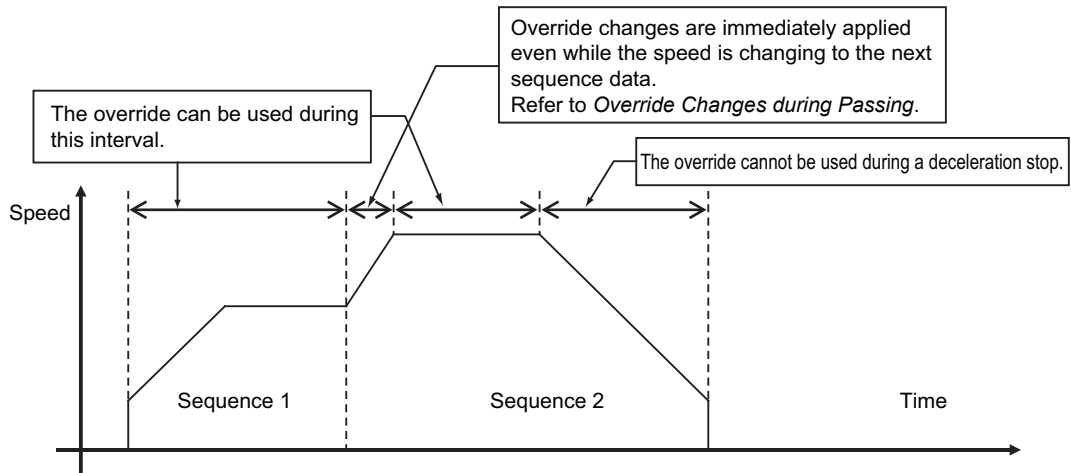 Override changes are immediately applied
even while the speed is changing to the next
sequence data.
Refer to Override Changes during Passing.
The override can be used during
this interval.
The override cannot be used during a deceleration stop.
Speed
Sequence 1
Sequence 2
Time